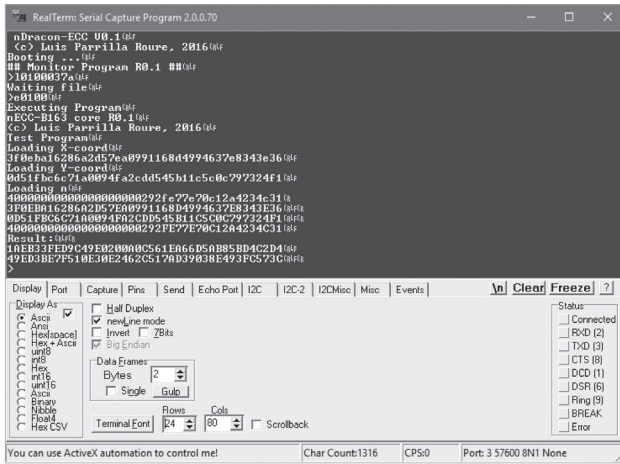 RealTerm: Serial Capture Program 2.0.0.70
nDracon-ECC V0.1
(c) Luis Parrilla Roure, 2016
Booting ...
## Monitor Program R0.1 ##
>l0100037a
Waiting file
>e0100
Executing Program
nECC-B163 core R0.1
(c) Luis Parrilla Roure, 2016
Test Program
Loading X-coord
3f0eba16286a2d57ea0991168d4994637e8343e36
Loading Y-coord
0d51fbc6c71a0094fa2cdd545b11c5c0c797324f1
Loading n
40000000000000000000292fe77e70c12a4234c31
3F0EBA16286A2D57EA0991168D4994637E8343E36
0D51FBC6C71A0094FA2CDD545B11C5C0C797324F1
40000000000000000000292FE77E70C12A4234C31
Result:
1AEB33FED9C49E0200A0C561EA66D5AB85BD4C2D4
49ED3BE7F510E30E2462C517AD39038E493FC573C
>
Display Port Capture Pins Send Echo Port I2C I2C-2 I2CMisc Misc Events \n Clear Freeze ?
Display As
Ascii
Ansi
Hex[space]
Hex + Ascii
uint8
int8
Hex
int16
uint16
Ascii
Binary
Nibble
Float4
Hex CSV
Half Duplex
newLine mode
Invert 7Bits
Big Endian
Data Frames
Bytes 2
Single Gulp
Terminal Font
Rows 24
Cols 80
Scrollback
Status
Connected
RXD (2)
TXD (3)
CTS (8)
DCD (1)
DSR (6)
Ring (9)
BREAK
Error
You can use ActiveX automation to control me! Char Count:1316 CPS:0 Port: 3 57600 8N1 None